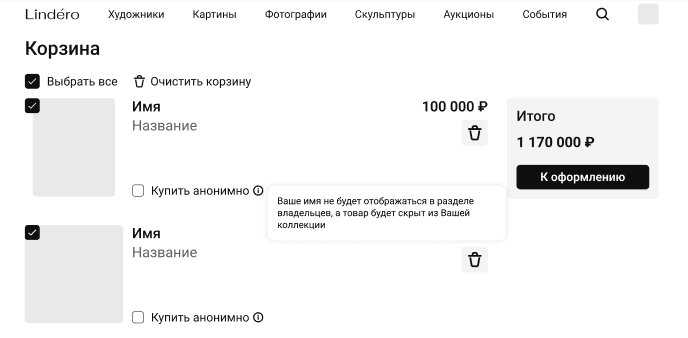 Lindéro Художники Картины Фотографии Скульптуры Аукционы События
Корзина
Выбрать все Очистить корзину
Имя 100 000 ₽
Название
Купить анонимно
Ваше имя не будет отображаться в разделе
владельцев, а товар будет скрыт из Вашей
коллекции
Имя
Название
Купить анонимно
Итого
1 170 000 ₽
К оформлению